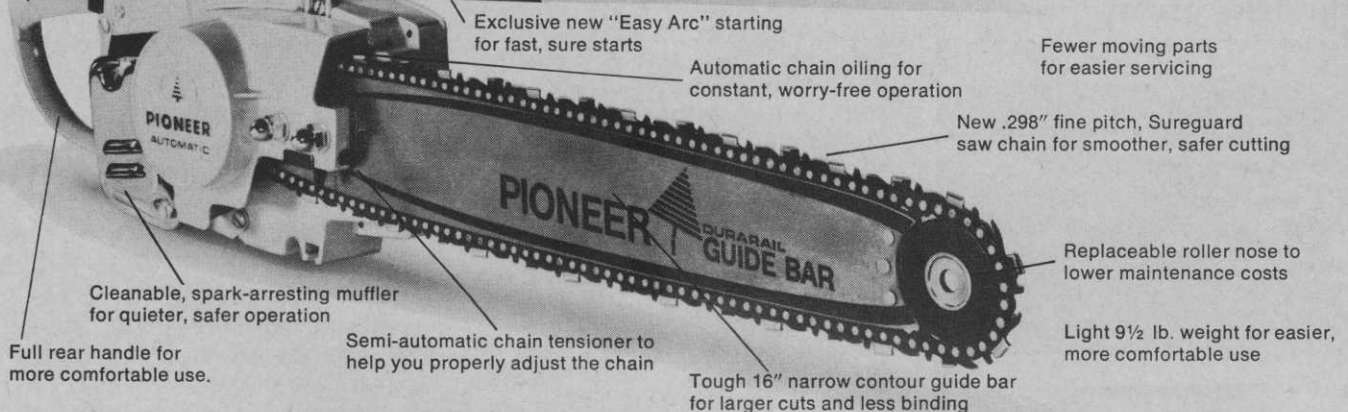 Exclusive new "Easy Arc" starting
for fast, sure starts
Fewer moving parts
for easier servicing
Automatic chain oiling for
constant, worry-free operation
New .298" fine pitch, Sureguard
saw chain for smoother, safer cutting
PIONEER
AUTOMATIC
PIONEER
DURARAIL
GUIDE BAR
Replaceable roller nose to
lower maintenance costs
Cleanable, spark-arresting muffler
for quieter, safer operation
Semi-automatic chain tensioner to
help you properly adjust the chain
Light 9½ lb. weight for easier,
more comfortable use
Full rear handle for
more comfortable use.
Tough 16" narrow contour guide bar
for larger cuts and less binding